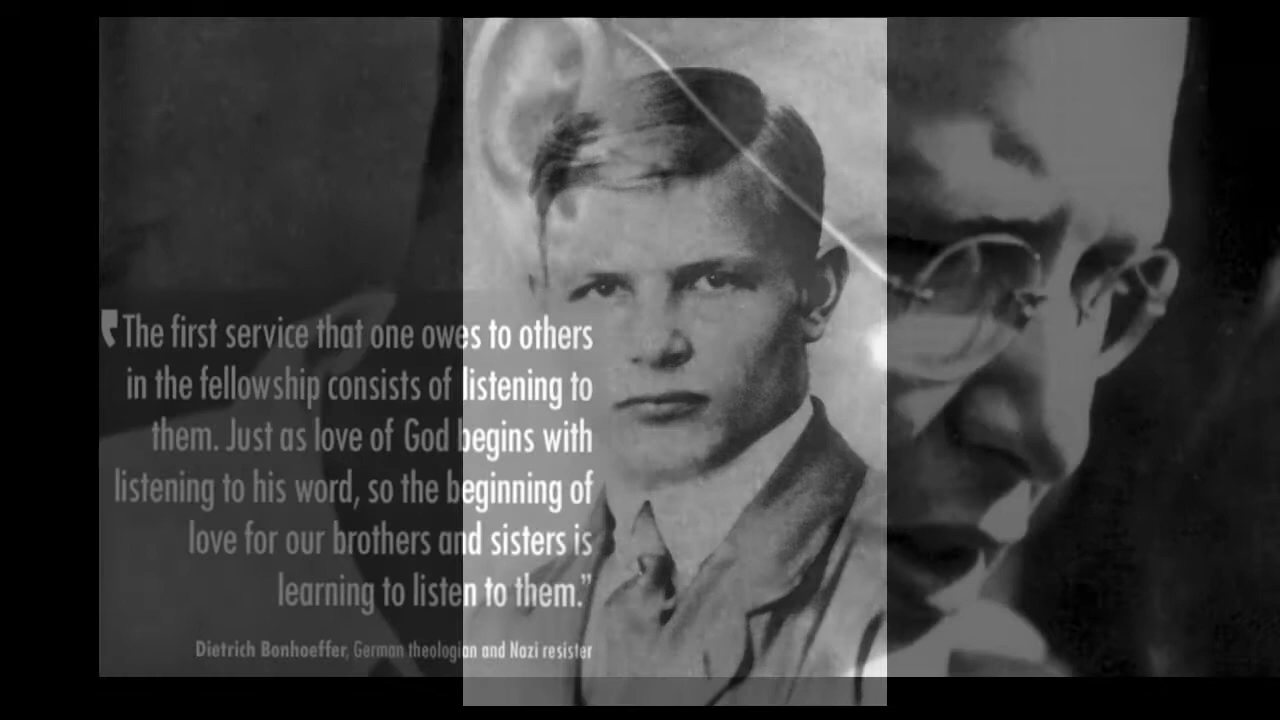 ❜The first service that one owes to others
in the fellowship consists of listening to
them. Just as love of God begins with
listening to his word, so the beginning of
love for our brothers and sisters is
learning to listen to them.”
Dietrich Bonhoeffer, German theologian and Nazi resister